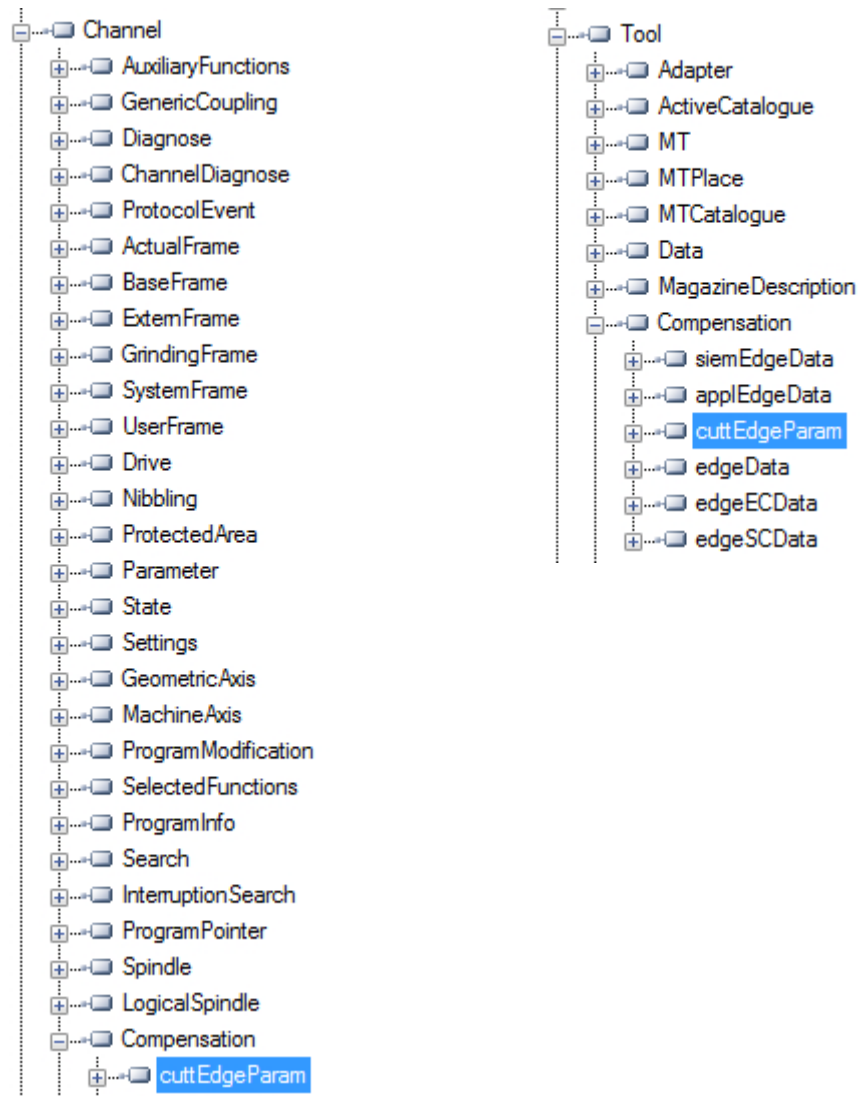 Channel
AuxiliaryFunctions
GenericCoupling
Diagnose
ChannelDiagnose
ProtocolEvent
ActualFrame
BaseFrame
ExternFrame
GrindingFrame
SystemFrame
UserFrame
Drive
Nibbling
ProtectedArea
Parameter
State
Settings
GeometricAxis
MachineAxis
ProgramModification
SelectedFunctions
ProgramInfo
Search
InterruptionSearch
ProgramPointer
Spindle
LogicalSpindle
Compensation
cuttEdgeParam
Tool
Adapter
ActiveCatalogue
MT
MTPlace
MTCatalogue
Data
MagazineDescription
Compensation
siemEdgeData
applEdgeData
cuttEdgeParam
edgeData
edgeECData
edgeSCData